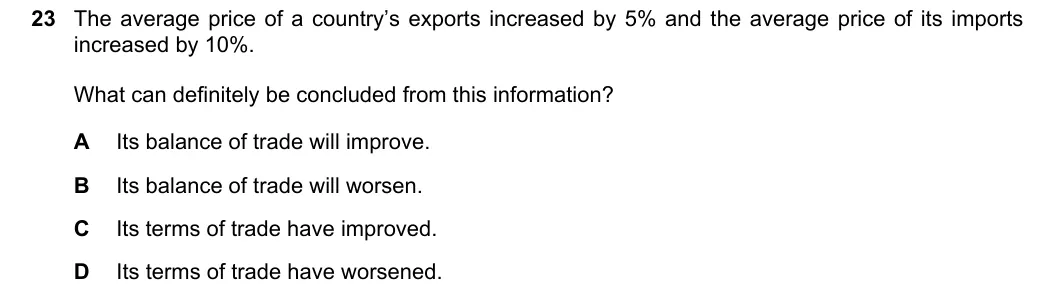 23 The average price of a country's exports increased by 5% and the average price of its imports
increased by 10%.
What can definitely be concluded from this information?
A Its balance of trade will improve.
B Its balance of trade will worsen.
C Its terms of trade have improved.
D Its terms of trade have worsened.